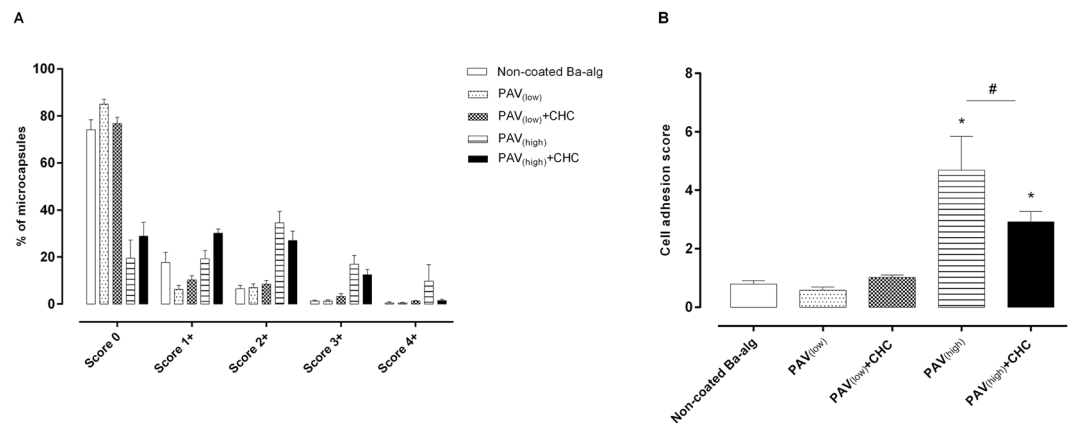 A
% of microcapsules
100
80
60
40
20
0
Score 0
Score 1+
Score 2+
Score 3+
Score 4+
Non-coated Ba-alg
PAV(low)
PAV(low)+CHC
PAV(high)
PAV(high)+CHC
B
Cell adhesion score
8
6
4
2
0
*
#
*
Non-coated Ba-alg
PAV(low)
PAV(low)+CHC
PAV(high)
PAV(high)+CHC